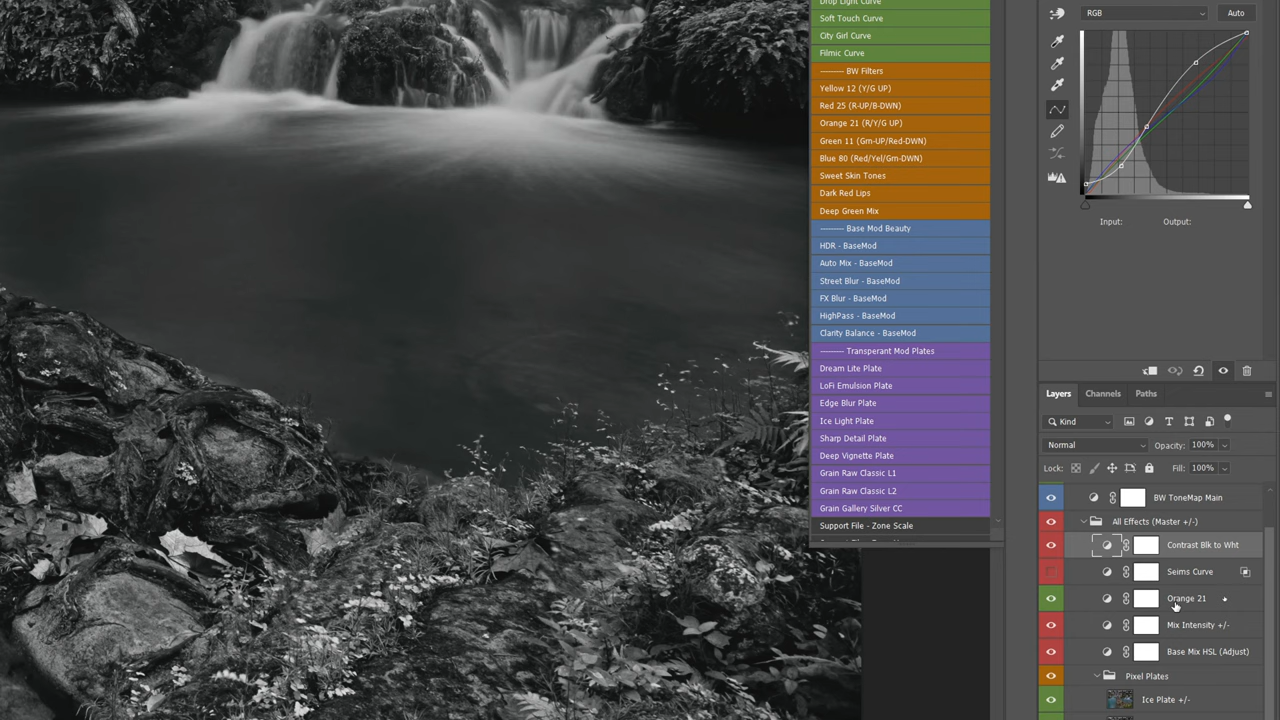 Drop Light Curve
Soft Touch Curve
City Girl Curve
Filmic Curve
——— BW Filters
Yellow 12 (Y/G UP)
Red 25 (R-UP/B-DWN)
Orange 21 (R/Y/G UP)
Green 11 (Grn-UP/Red-DWN)
Blue 80 (Red/Yel/Grn-DWN)
Sweet Skin Tones
Dark Red Lips
Deep Green Mix
——— Base Mod Beauty
HDR - BaseMod
Auto Mix - BaseMod
Street Blur - BaseMod
FX Blur - BaseMod
HighPass - BaseMod
Clarity Balance - BaseMod
——— Transperant Mod Plates
Dream Lite Plate
LoFi Emulsion Plate
Edge Blur Plate
Ice Light Plate
Sharp Detail Plate
Deep Vignette Plate
Grain Raw Classic L1
Grain Raw Classic L2
Grain Gallery Silver CC
Support File - Zone Scale
RGB
Auto
Input: Output:
Layers Channels Paths
Kind
Normal Opacity: 100%
Lock: Fill: 100%
BW ToneMap Main
All Effects (Master +/-)
Contrast Blk to Wht
Seims Curve
Orange 21
Mix Intensity +/-
Base Mix HSL (Adjust)
Pixel Plates
Ice Plate +/-